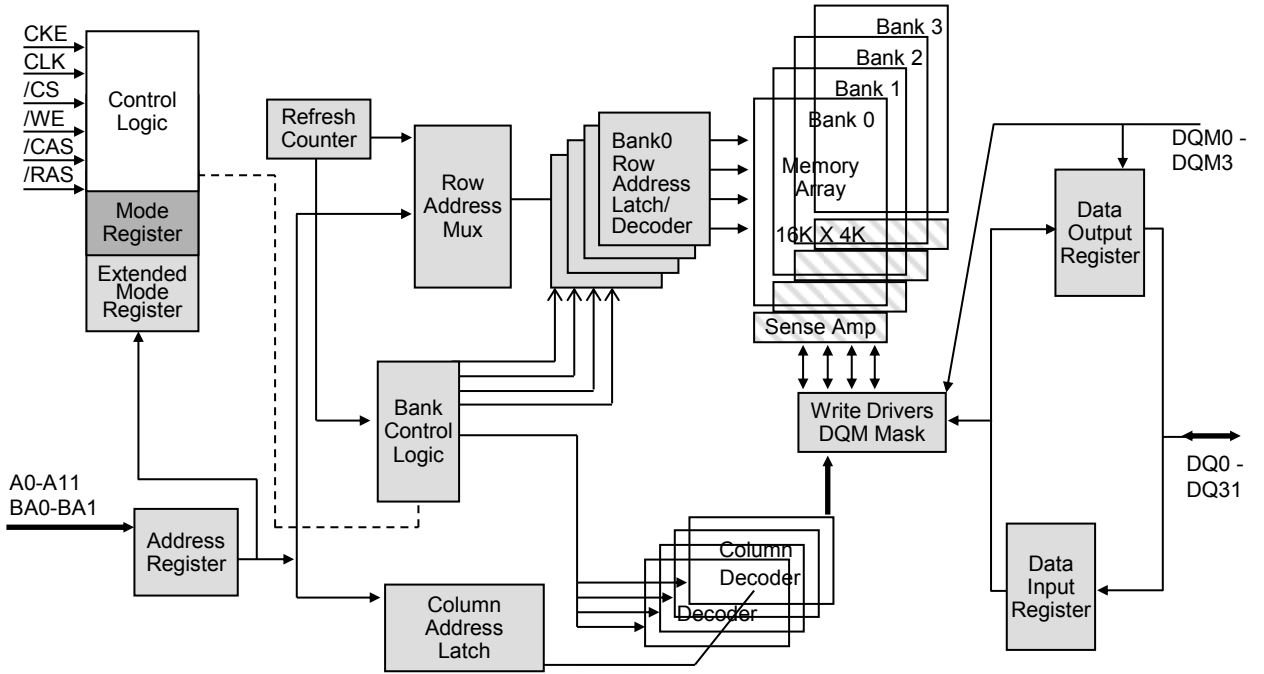 CKE
CLK
/CS
/WE
/CAS
/RAS
Control
Logic
Mode
Register
Extended
Mode
Register
Refresh
Counter
Row
Address
Mux
Bank0
Row
Address
Latch/
Decoder
Bank 3
Bank 2
Bank 1
Bank 0
Memory
Array
16K X 4K
Sense Amp
DQM0 -
DQM3
Data
Output
Register
Bank
Control
Logic
Write Drivers
DQM Mask
DQ0 -
DQ31
A0-A11
BA0-BA1
Address
Register
Column
Address
Latch
Column
Decoder
Decoder
Data
Input
Register